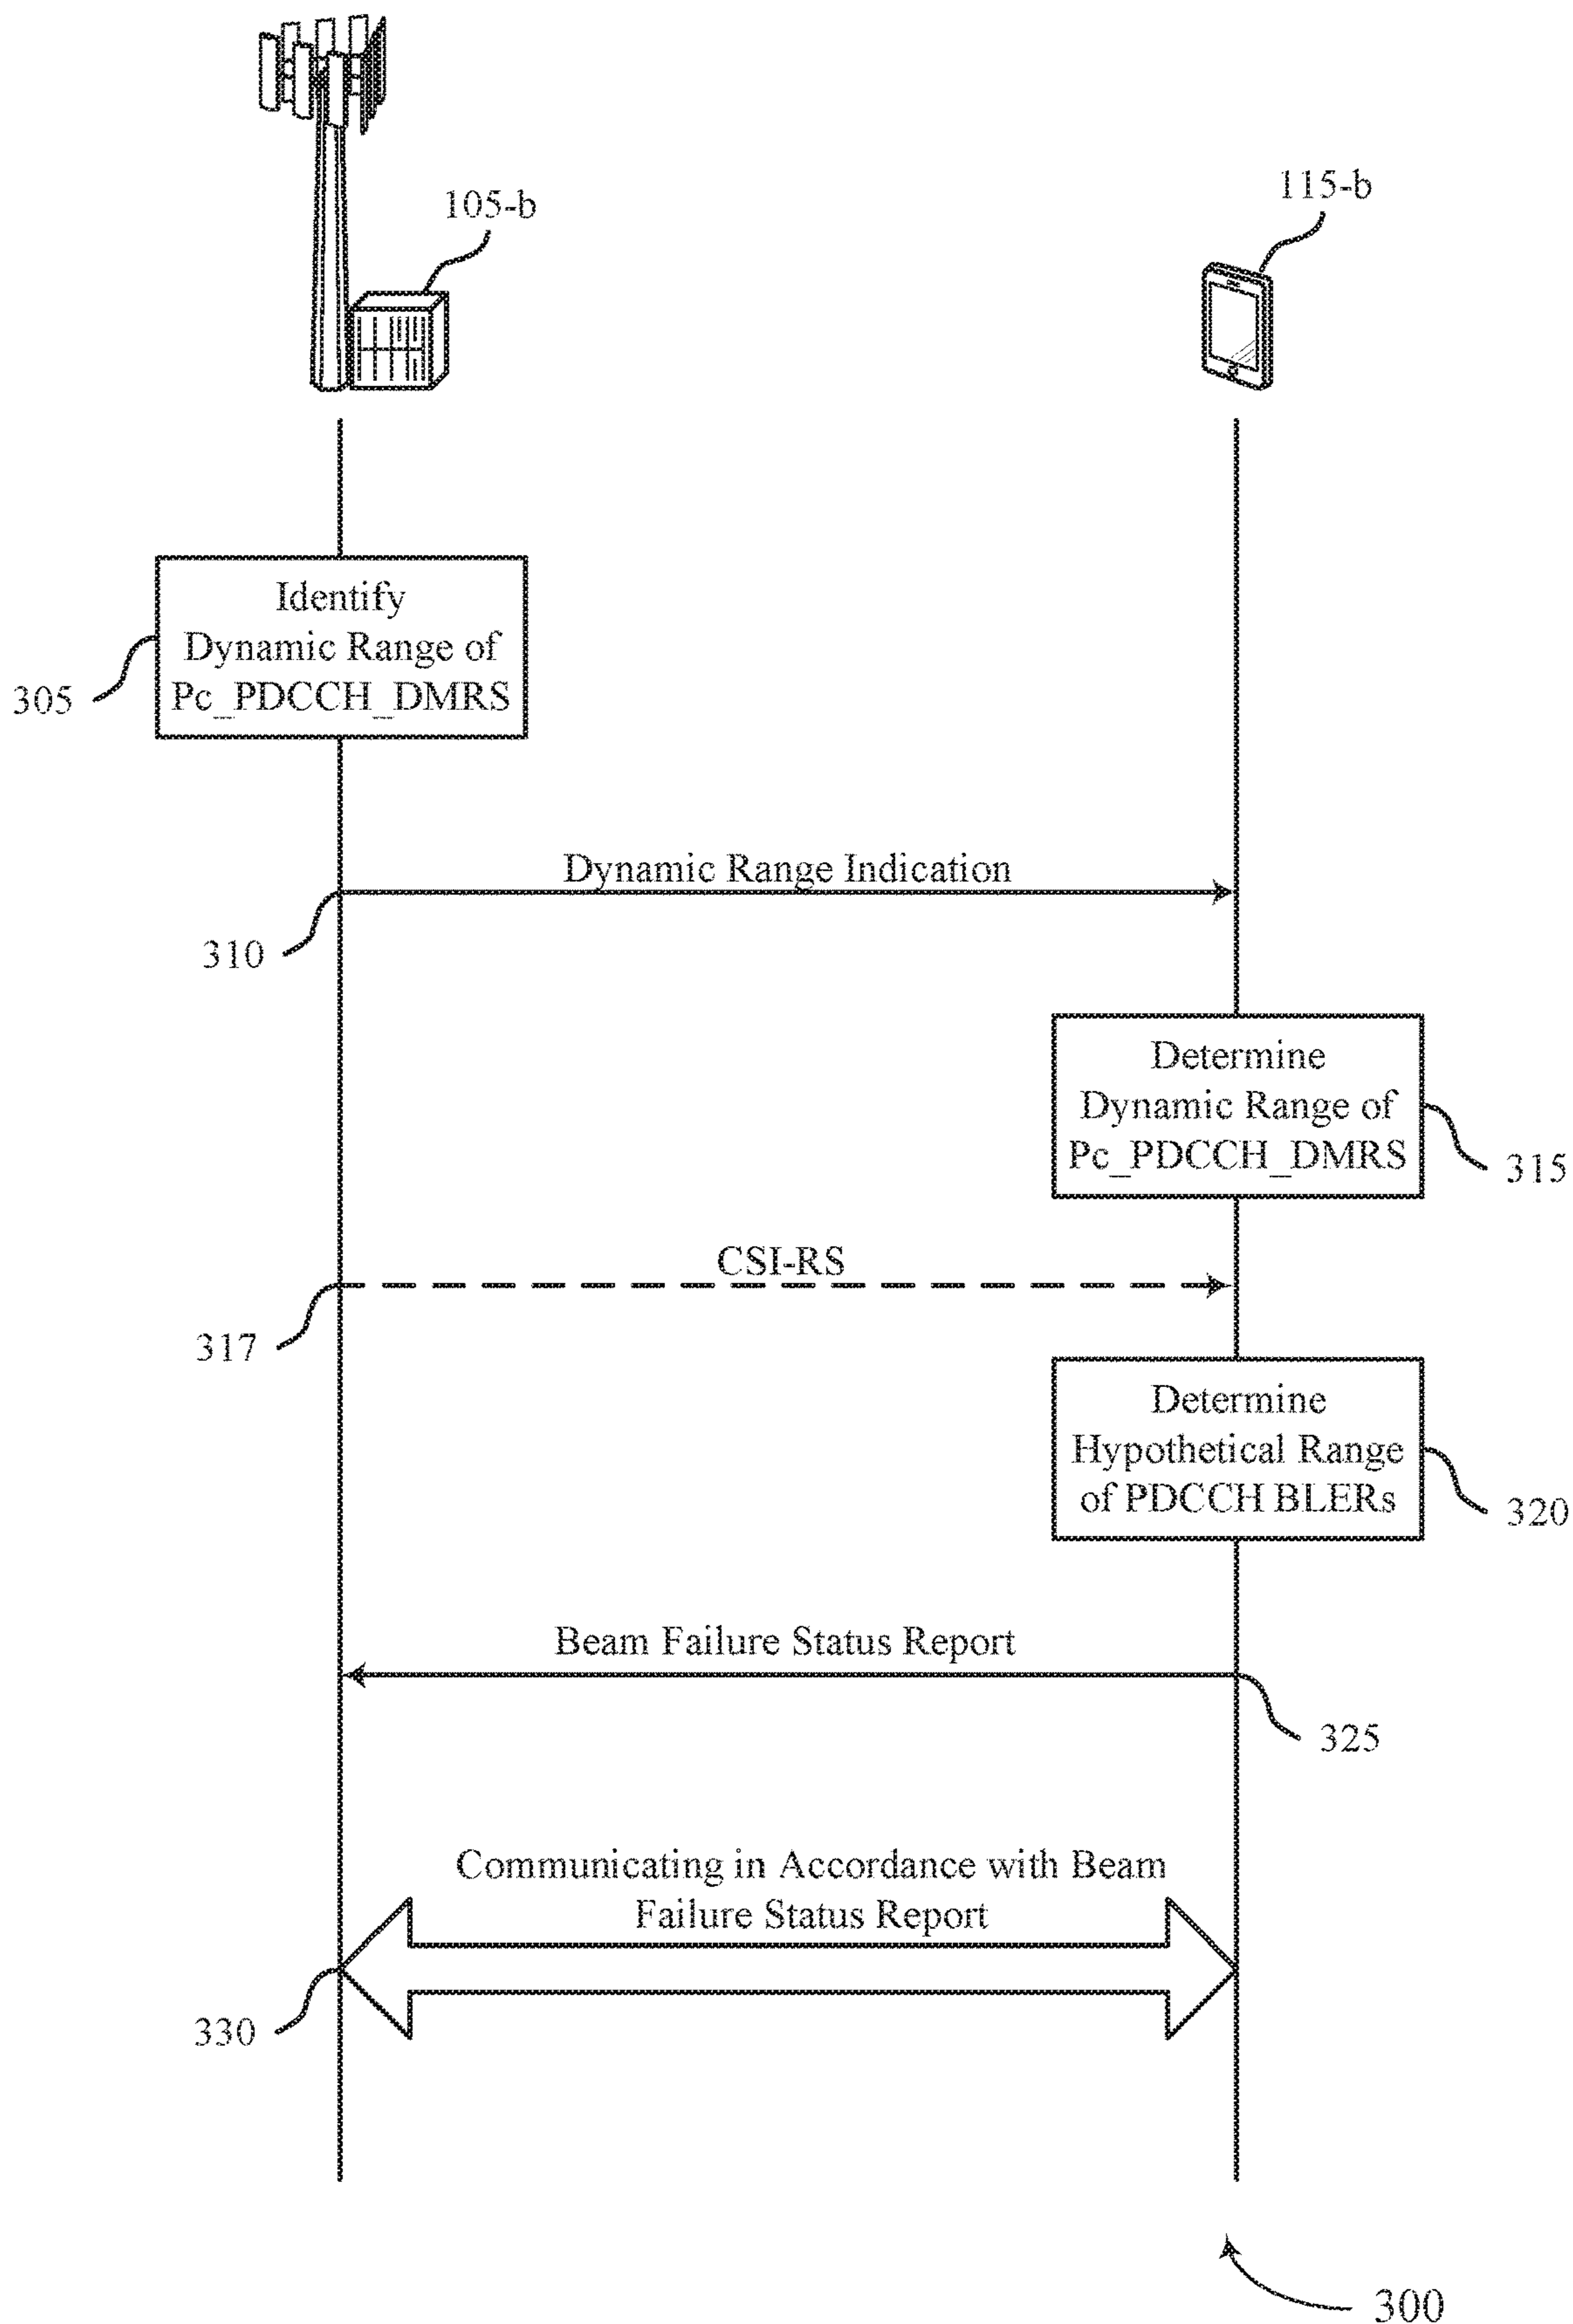 105-b
115-b
Identify
Dynamic Range of
Pc_PDCCH_DMRS
305
Dynamic Range Indication
310
Determine
Dynamic Range of
Pc_PDCCH_DMRS
315
CSI-RS
317
Determine
Hypothetical Range
of PDCCH BLERs
320
Beam Failure Status Report
325
Communicating in Accordance with Beam
Failure Status Report
330
300